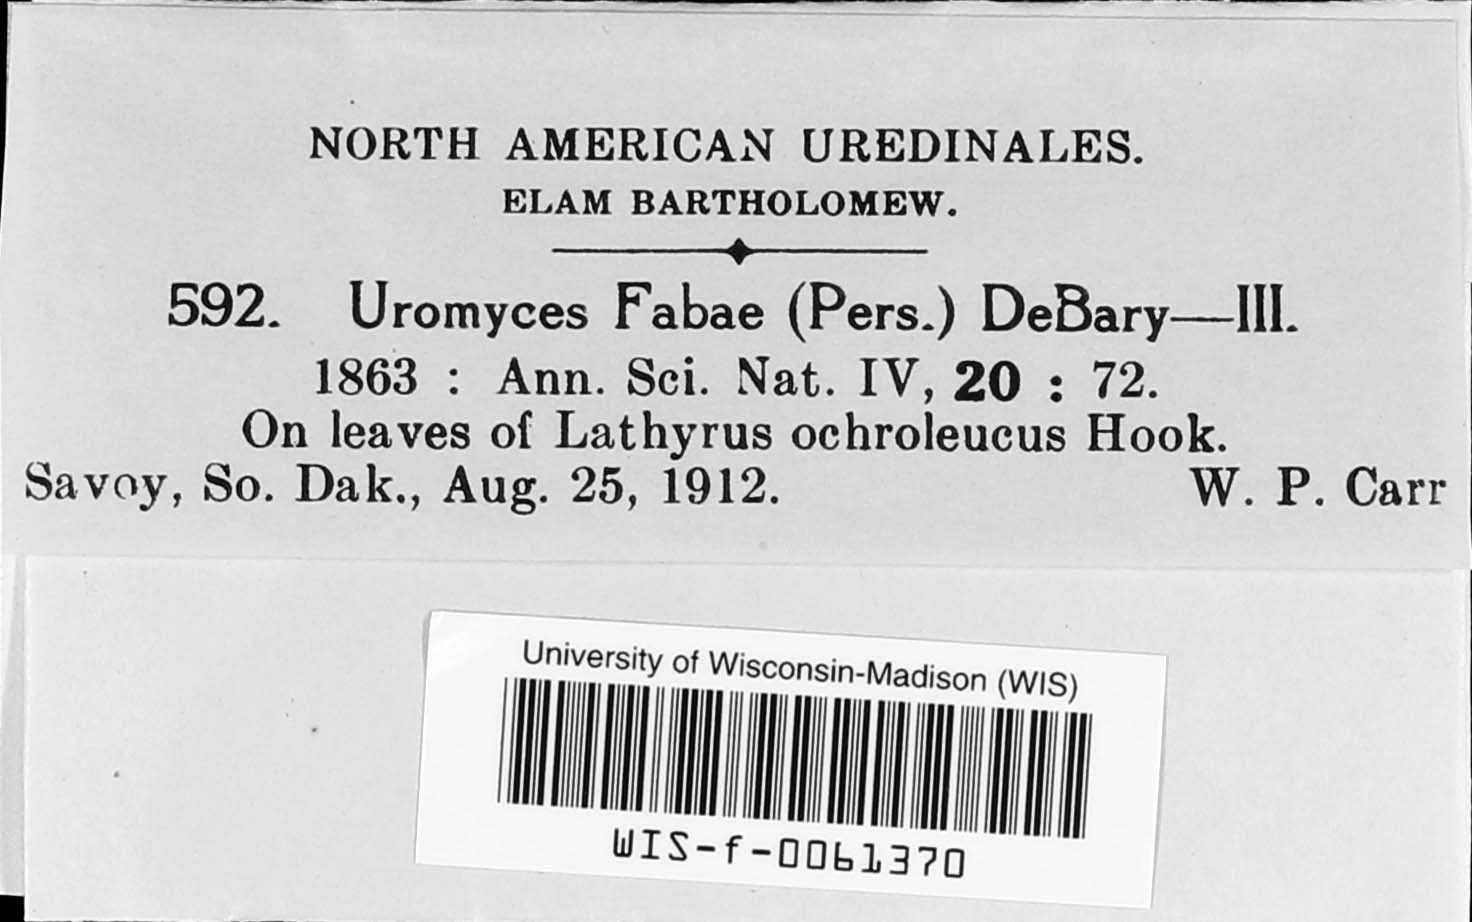 NORTH AMERICAN UREDINALES.
ELAM BARTHOLOMEW.
592. Uromyces Fabae (Pers.) DeBary—III.
1863 : Ann. Sci. Nat. IV, 20 : 72.
On leaves of Lathyrus ochroleucus Hook.
Savoy, So. Dak., Aug. 25, 1912. W. P. Carr
University of Wisconsin-Madison (WIS)
WIS-f-0061370